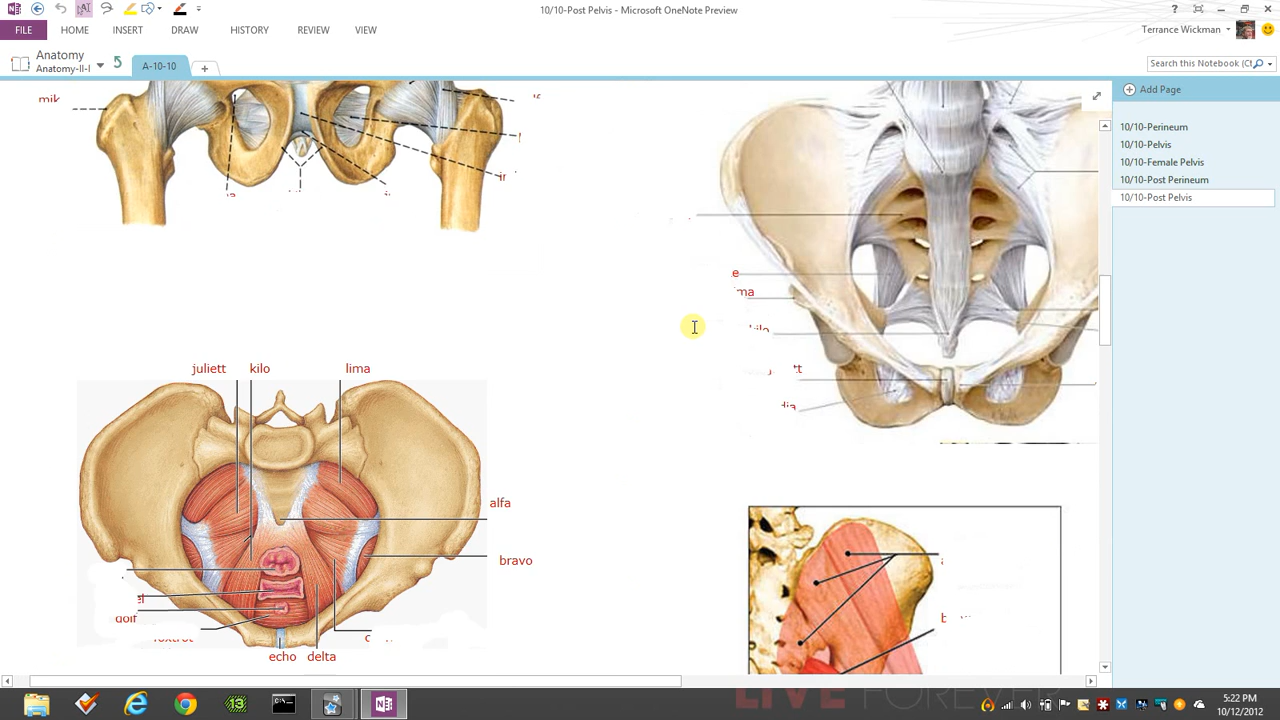 10/10-Post Pelvis - Microsoft OneNote Preview
FILE
HOME
INSERT
DRAW
HISTORY
REVIEW
VIEW
Terrance Wickman
Anatomy
Anatomy-II-I
A-10-10
Search this Notebook (Ctrl
Add Page
10/10-Perineum
10/10-Pelvis
10/10-Female Pelvis
10/10-Post Perineum
10/10-Post Pelvis
juliett
kilo
lima
alfa
bravo
echo
delta
LIVE FOREVER
5:22 PM
10/12/2012